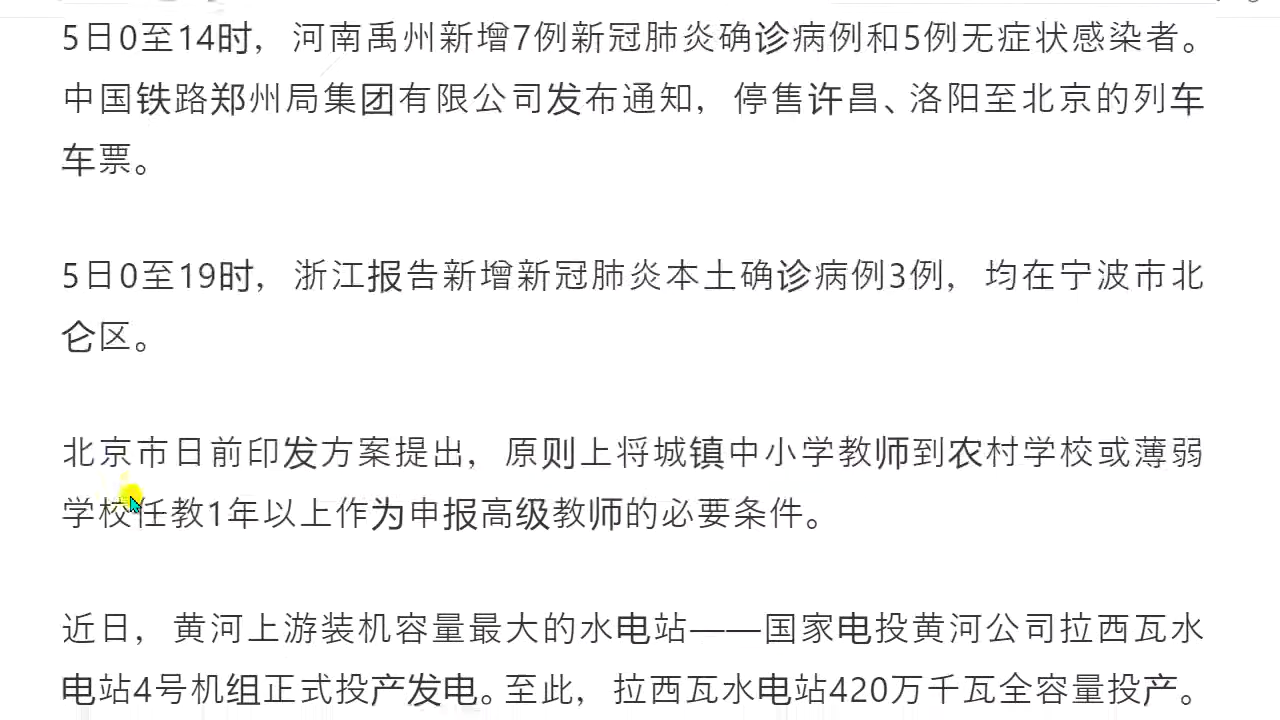 5日0至14时，河南禹州新增7例新冠肺炎确诊病例和5例无症状感染者。
中国铁路郑州局集团有限公司发布通知，停售许昌、洛阳至北京的列车
车票。
5日0至19时，浙江报告新增新冠肺炎本土确诊病例3例，均在宁波市北
仑区。
北京市日前印发方案提出，原则上将城镇中小学教师到农村学校或薄弱
学校任教1年以上作为申报高级教师的必要条件。
近日，黄河上游装机容量最大的水电站——国家电投黄河公司拉西瓦水
电站4号机组正式投产发电。至此，拉西瓦水电站420万千瓦全容量投产。